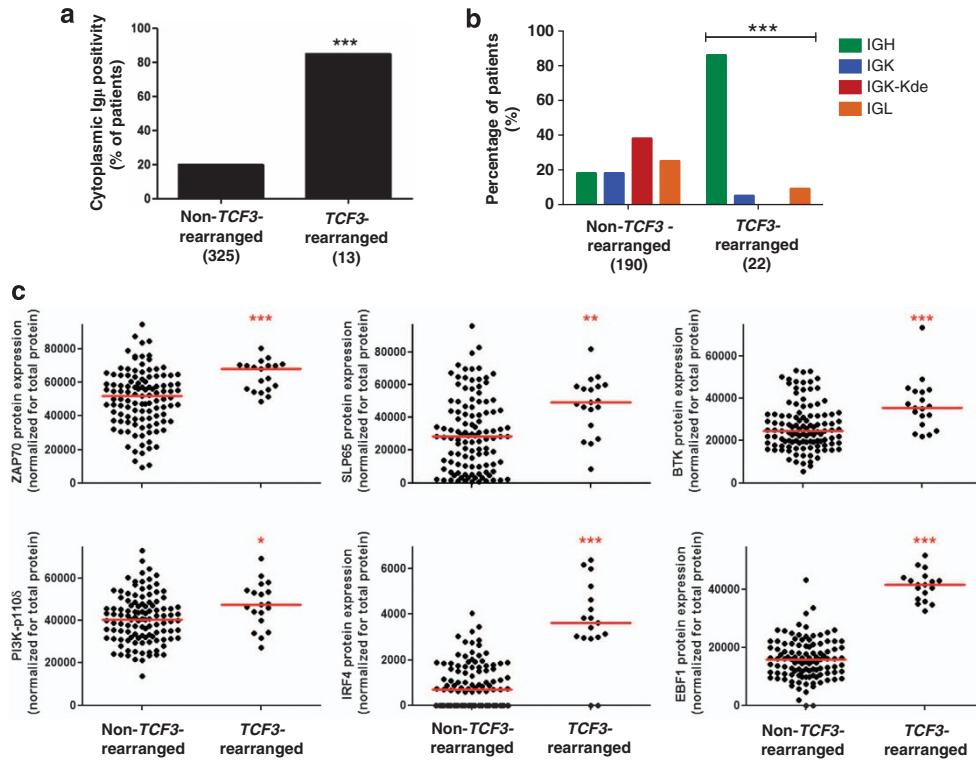 a
Cytoplasmic Igμ positivity
(% of patients)
100
80
60
40
20
0
***
Non-TCF3-
rearranged
(325)
TCF3-
rearranged
(13)
b
Percentage of patients
(%)
100
80
60
40
20
0
***
Non-TCF3 -
rearranged
(190)
TCF3-
rearranged
(22)
IGH
IGK
IGK-Kde
IGL
c
ZAP70 protein expression
(normalized for total protein)
80000
60000
40000
20000
0
***
SLP65 protein expression
(normalized for total protein)
80000
60000
40000
20000
0
**
BTK protein expression
(normalized for total protein)
60000
40000
20000
0
***
PI3K-p110δ
(normalized for total protein)
60000
40000
20000
0
*
Non-TCF3-
rearranged
TCF3-
rearranged
IRF4 protein expression
(normalized for total protein)
6000
4000
2000
0
***
Non-TCF3-
rearranged
TCF3-
rearranged
EBF1 protein expression
(normalized for total protein)
40000
20000
0
***
Non-TCF3-
rearranged
TCF3-
rearranged